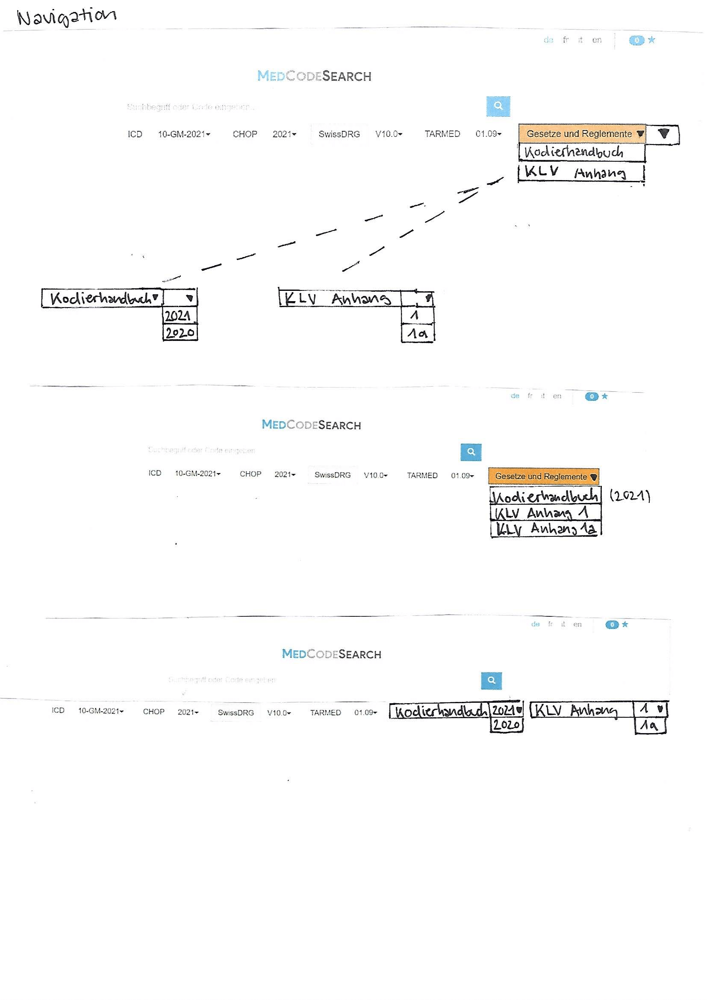 Navigation
de fr it en 0
MEDCODESEARCH
Suchbegriff oder Code eingeben...
ICD 10-GM-2021 CHOP 2021 SwissDRG V10.0 TARMED 01.09 Gesetze und Reglemente
Kodierhandbuch
KLV Anhang
Kodierhandbuch KLV Anhang
2021 1
2020 1a
de fr it en 0
MEDCODESEARCH
Suchbegriff oder Code eingeben
ICD 10-GM-2021 CHOP 2021 SwissDRG V10.0 TARMED 01.09 Gesetze und Reglemente
Kodierhandbuch (2021)
KLV Anhang 1
KLV Anhang 1a
de fr it en 0
MEDCODESEARCH
Suchbegriff oder Code eingeben
ICD 10-GM-2021 CHOP 2021 SwissDRG V10.0 TARMED 01.09 Kodierhandbuch 2021 KLV Anhang 1
2020 1a